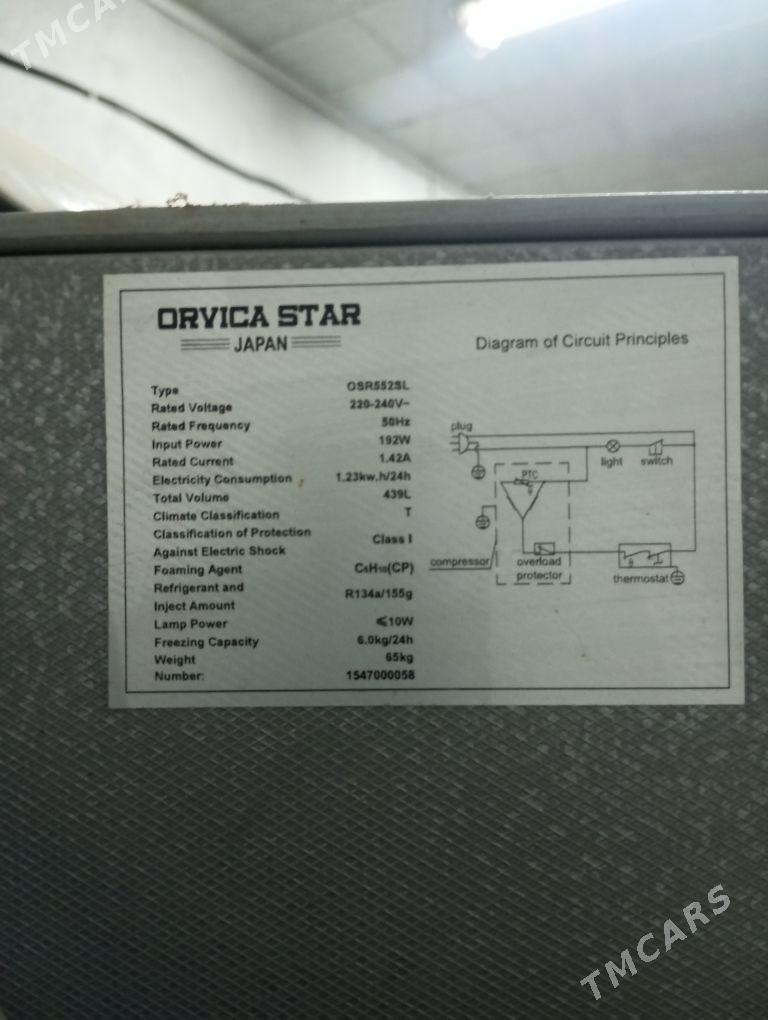 TMCARS
ORVICA STAR
JAPAN
Diagram of Circuit Principles
Type OSR552SL
Rated Voltage 220-240V~
Rated Frequency 50Hz
Input Power 192W
Rated Current 1.42A
Electricity Consumption 1.23kw.h/24h
Total Volume 439L
Climate Classification T
Classification of Protection
Against Electric Shock Class I
Foaming Agent C₅H₁₀(CP)
Refrigerant and
Inject Amount R134a/155g
Lamp Power ⩽10W
Freezing Capacity 6.0kg/24h
Weight 65kg
Number: 1547000058
plug
light switch
PTC
θ
compressor
overload
protector
θ
thermostat
TMCARS